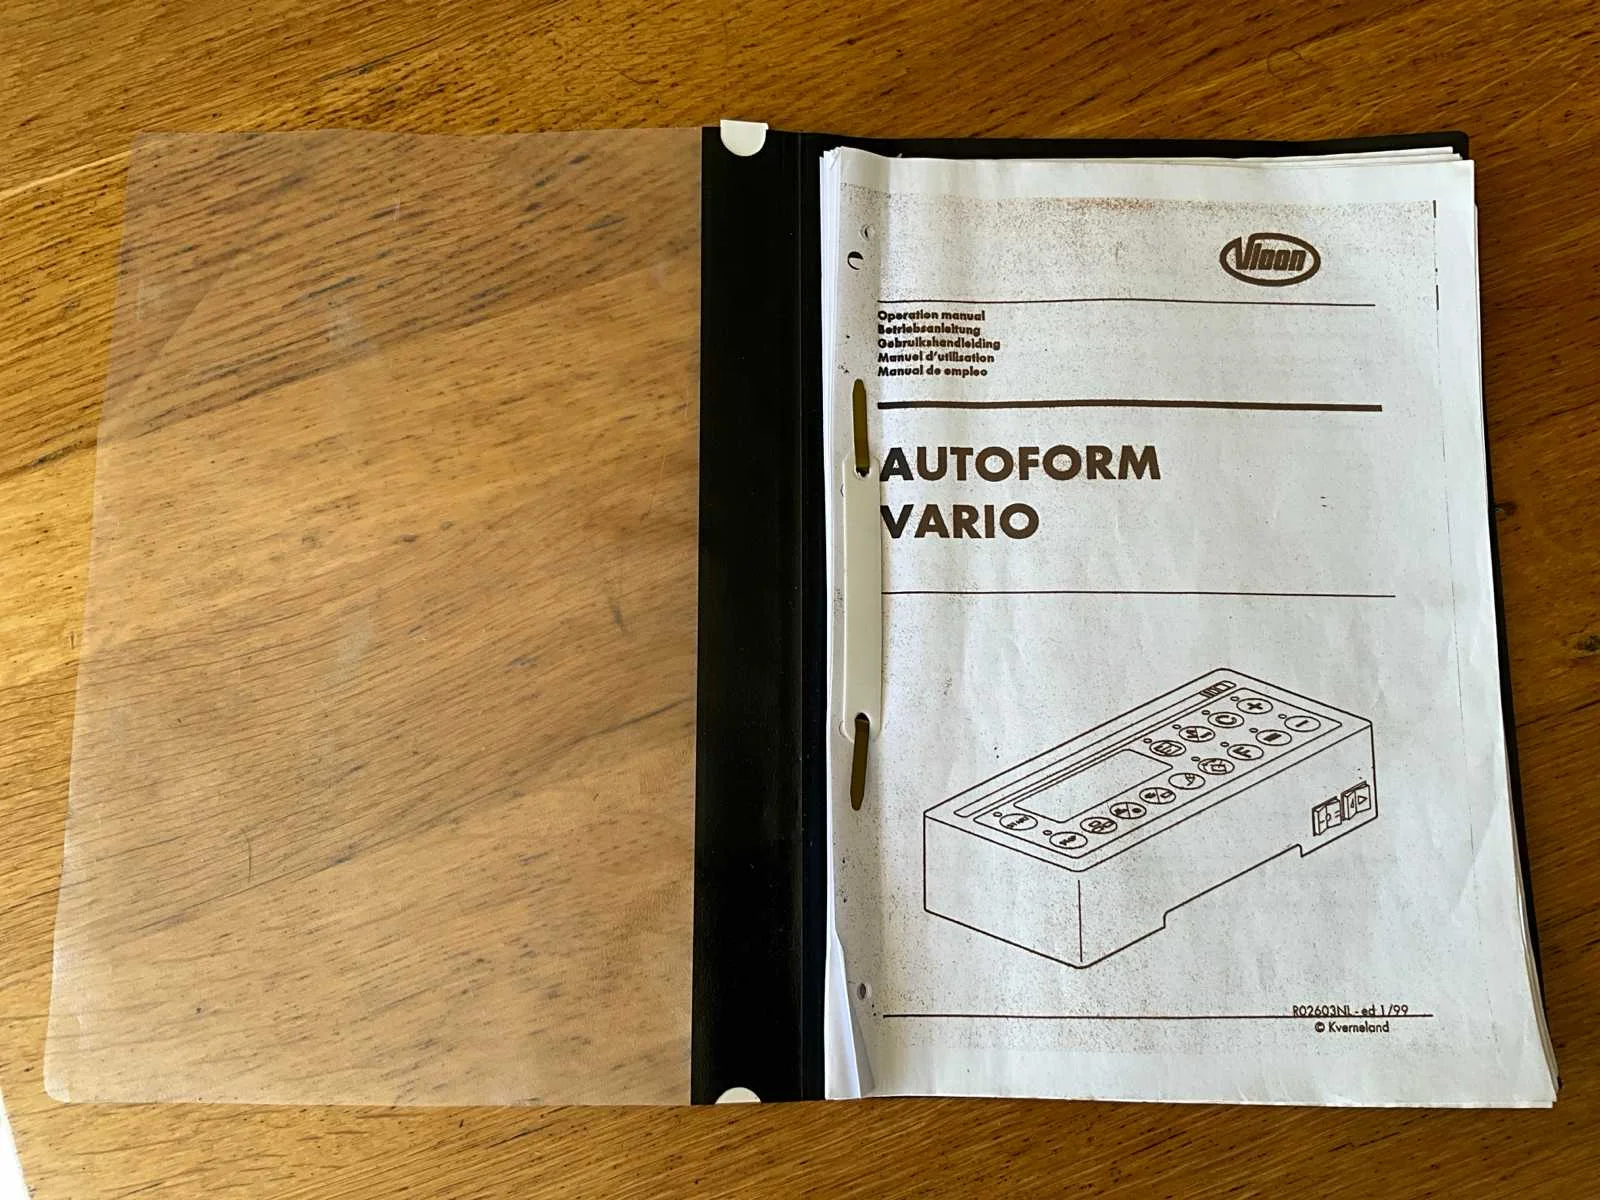 Vicon
Operation manual
Betriebsanleitung
Gebruikshandleiding
Manuel d'utilisation
Manual de empleo
AUTOFORM
VARIO
+
C
F
R02603NL - ed 1/99
© Kverneland